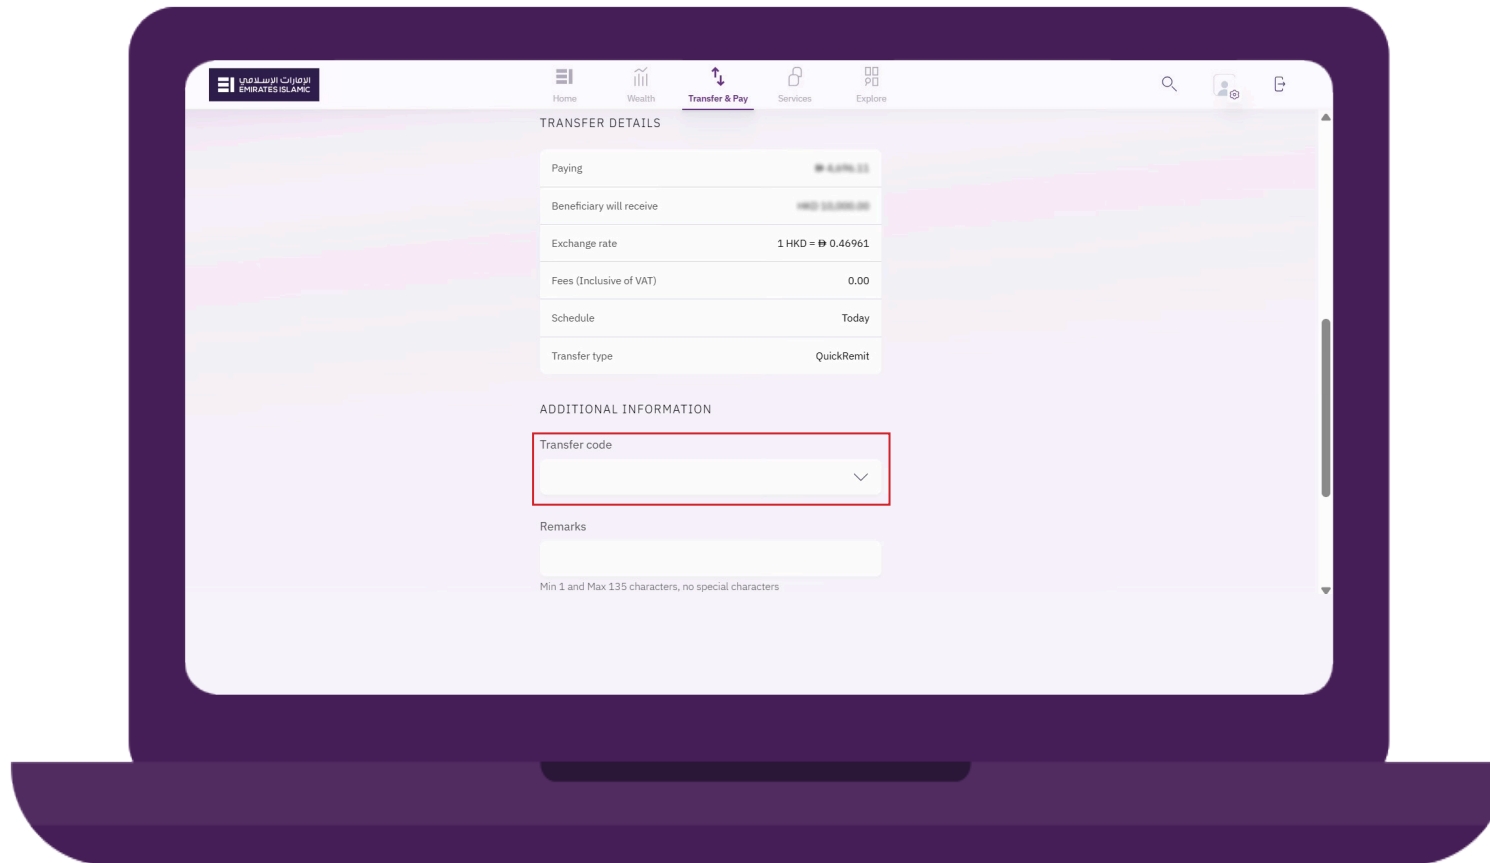 الإمارات الإسلامي
EMIRATES ISLAMIC
Home
Wealth
Transfer & Pay
Services
Explore
TRANSFER DETAILS
Paying
Beneficiary will receive
Exchange rate 1 HKD = 0.46961
Fees (Inclusive of VAT) 0.00
Schedule Today
Transfer type QuickRemit
ADDITIONAL INFORMATION
Transfer code
Remarks
Min 1 and Max 135 characters, no special characters